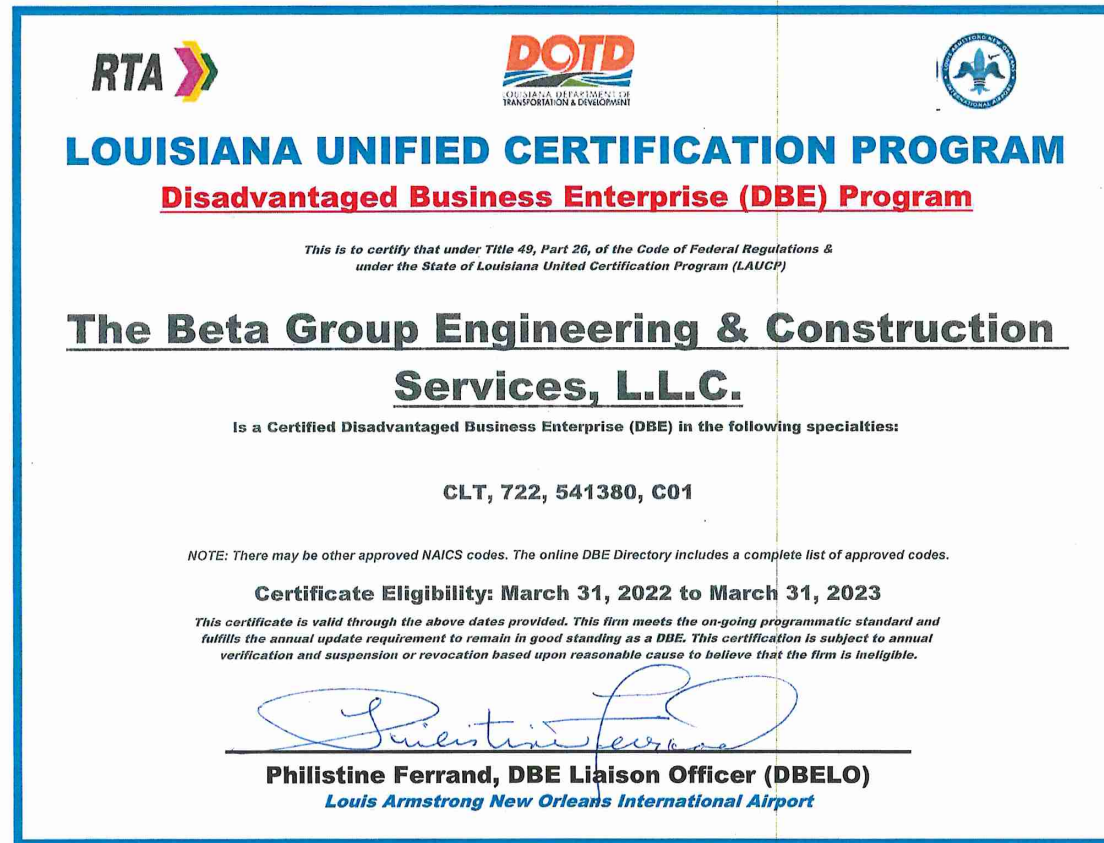 RTA
DOTD
LOUISIANA DEPARTMENT OF
TRANSPORTATION & DEVELOPMENT
LOUIS ARMSTRONG NEW ORLEANS
INTERNATIONAL AIRPORT
LOUISIANA UNIFIED CERTIFICATION PROGRAM
Disadvantaged Business Enterprise (DBE) Program
This is to certify that under Title 49, Part 26, of the Code of Federal Regulations &
under the State of Louisiana United Certification Program (LAUCP)
The Beta Group Engineering & Construction
Services, L.L.C.
Is a Certified Disadvantaged Business Enterprise (DBE) in the following specialties:
CLT, 722, 541380, C01
NOTE: There may be other approved NAICS codes. The online DBE Directory includes a complete list of approved codes.
Certificate Eligibility: March 31, 2022 to March 31, 2023
This certificate is valid through the above dates provided. This firm meets the on-going programmatic standard and
fulfills the annual update requirement to remain in good standing as a DBE. This certification is subject to annual
verification and suspension or revocation based upon reasonable cause to believe that the firm is ineligible.
Philistine Ferrand
Philistine Ferrand, DBE Liaison Officer (DBELO)
Louis Armstrong New Orleans International Airport